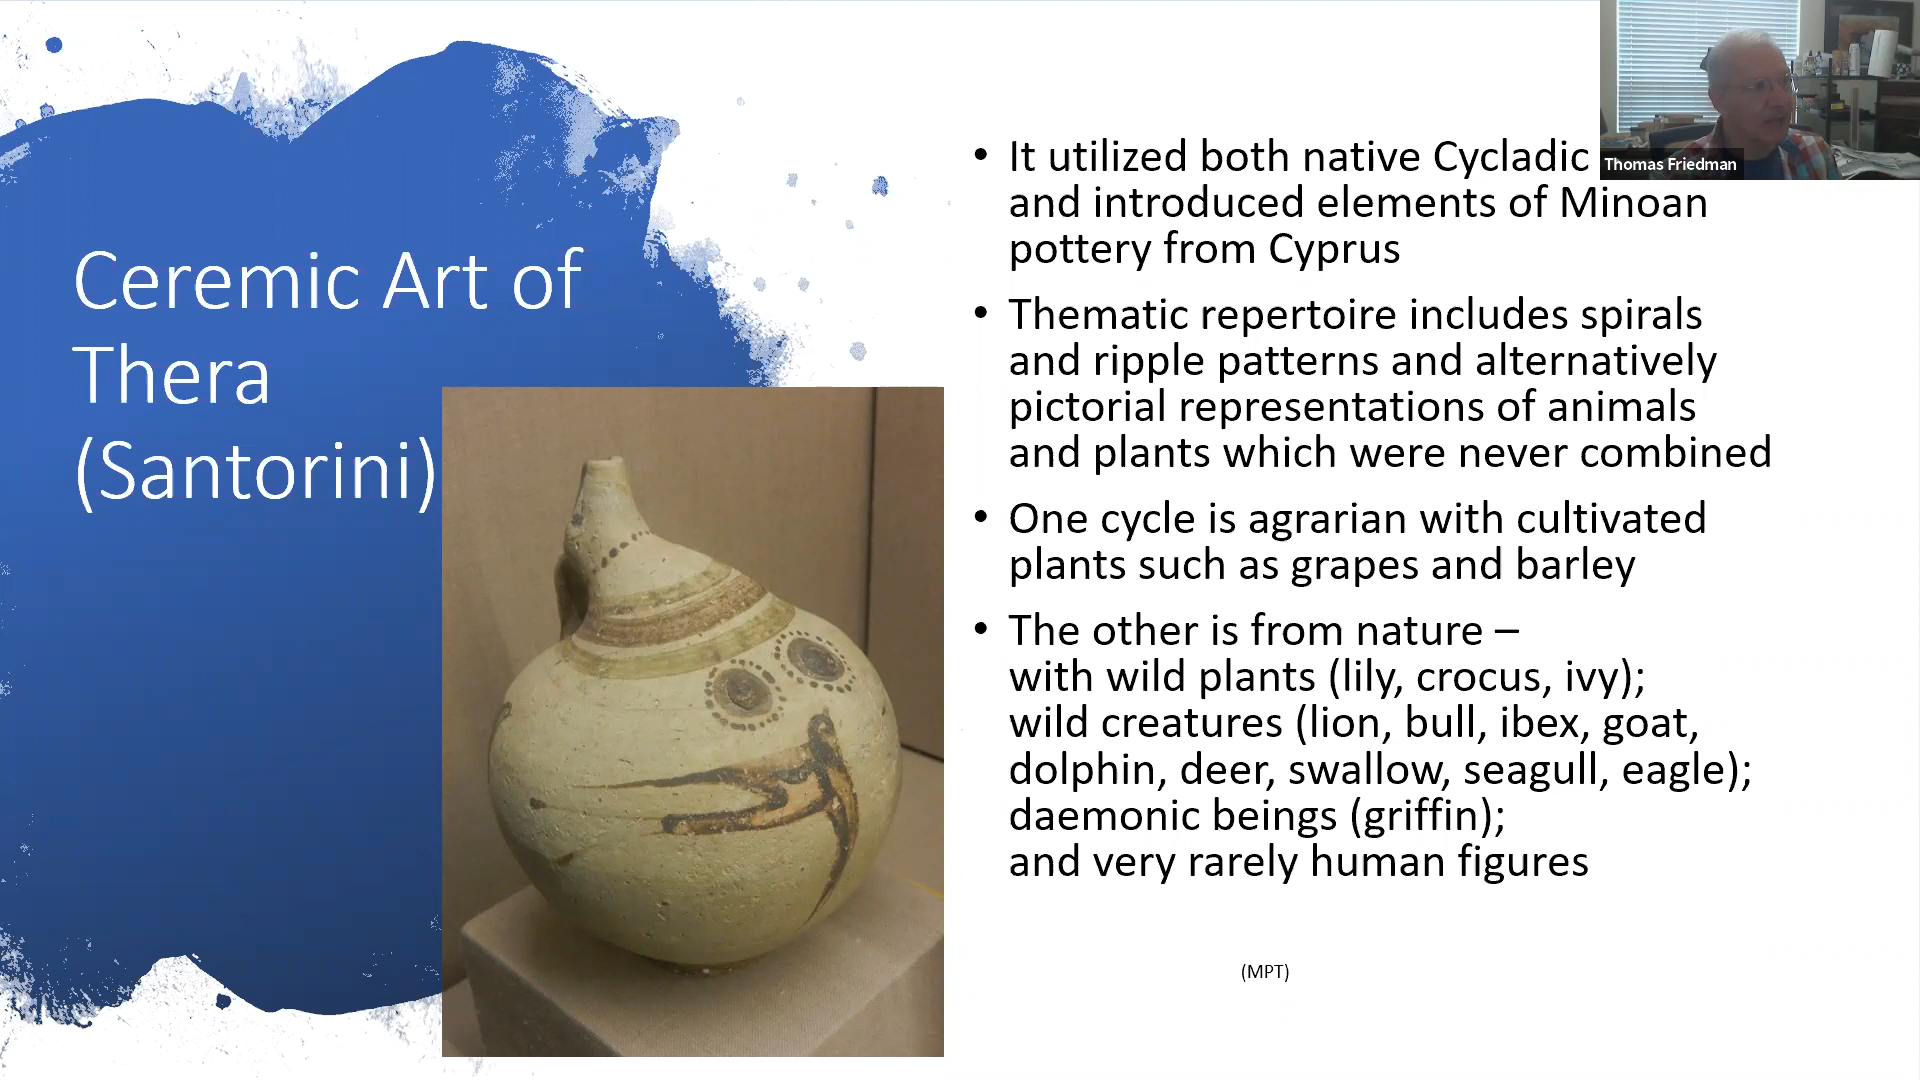 Ceremic Art of
Thera
(Santorini)
• It utilized both native Cycladic
and introduced elements of Minoan
pottery from Cyprus
• Thematic repertoire includes spirals
and ripple patterns and alternatively
pictorial representations of animals
and plants which were never combined
• One cycle is agrarian with cultivated
plants such as grapes and barley
• The other is from nature –
with wild plants (lily, crocus, ivy);
wild creatures (lion, bull, ibex, goat,
dolphin, deer, swallow, seagull, eagle);
daemonic beings (griffin);
and very rarely human figures
(MPT)
Thomas Friedman